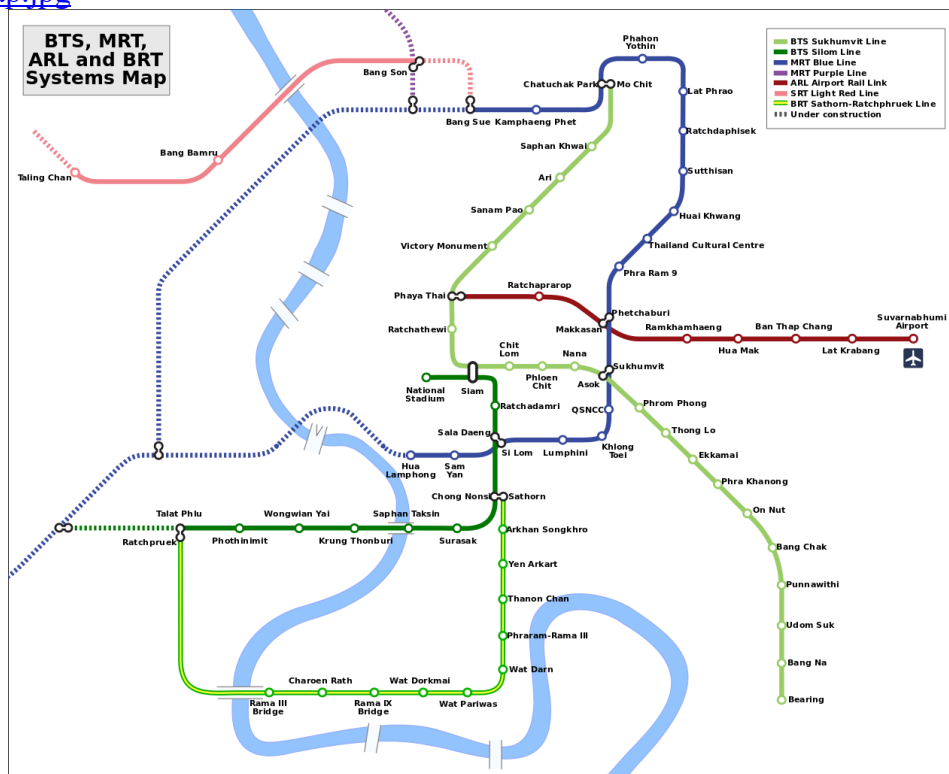 p.jpg
BTS, MRT,
ARL and BRT
Systems Map
BTS Sukhumvit Line
BTS Silom Line
MRT Blue Line
MRT Purple Line
ARL Airport Rail Link
SRT Light Red Line
BRT Sathorn-Ratchphruek Line
Under construction
Phahon
Yothin
Bang Son
Chatuchak Park
Mo Chit
Lat Phrao
Bang Sue
Kamphaeng Phet
Ratchdaphisek
Saphan Khwai
Bang Bamru
Taling Chan
Ari
Sutthisan
Sanam Pao
Huai Khwang
Victory Monument
Thailand Cultural Centre
Phra Ram 9
Phaya Thai
Ratchaprarop
Phetchaburi
Makkasan
Ramkhamhaeng
Ban Thap Chang
Suvarnabhumi
Airport
Ratchathewi
Hua Mak
Lat Krabang
Chit
Lom
Nana
Phloen
Chit
Sukhumvit
Asok
National
Stadium
Siam
Ratchadamri
QSNCC
Phrom Phong
Sala Daeng
Thong Lo
Si Lom
Lumphini
Khlong
Toei
Ekkamai
Hua
Lamphong
Sam
Yan
Phra Khanong
Chong Nonsi
Sathorn
On Nut
Talat Phlu
Wongwian Yai
Saphan Taksin
Ratchpruek
Phothinimit
Krung Thonburi
Surasak
Arkhan Songkhro
Bang Chak
Yen Arkart
Punnawithi
Thanon Chan
Udom Suk
Phraram-Rama III
Bang Na
Wat Darn
Charoen Rath
Wat Dorkmai
Bearing
Rama III
Bridge
Rama IX
Bridge
Wat Pariwas